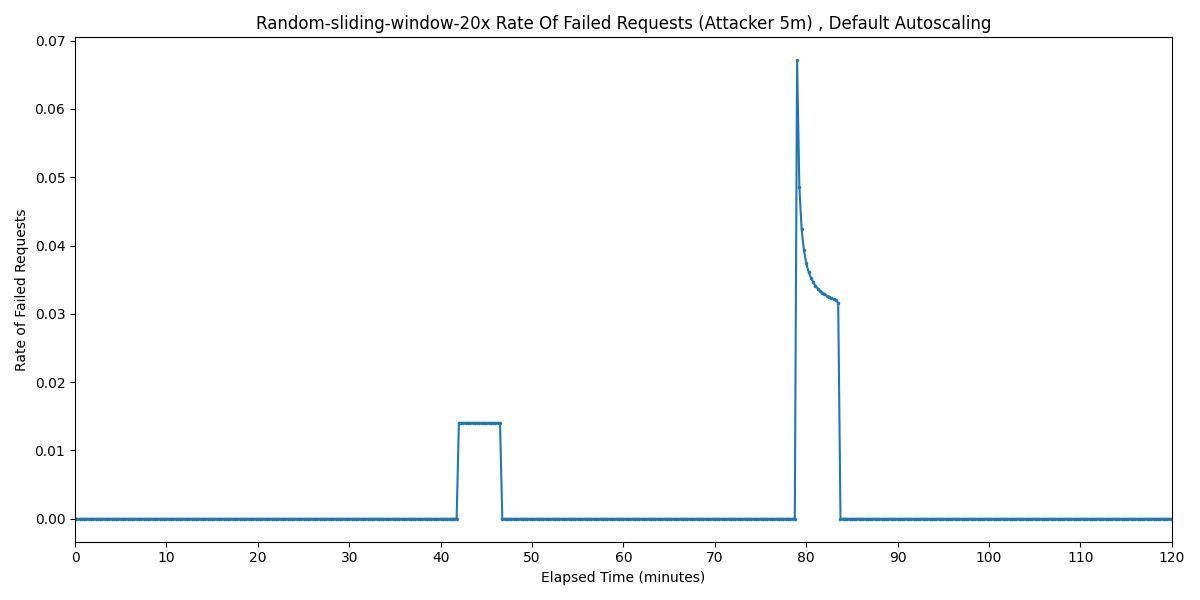 Random-sliding-window-20x Rate Of Failed Requests (Attacker 5m) , Default Autoscaling
Rate of Failed Requests
0.07
0.06
0.05
0.04
0.03
0.02
0.01
0.00
0 10 20 30 40 50 60 70 80 90 100 110 120
Elapsed Time (minutes)